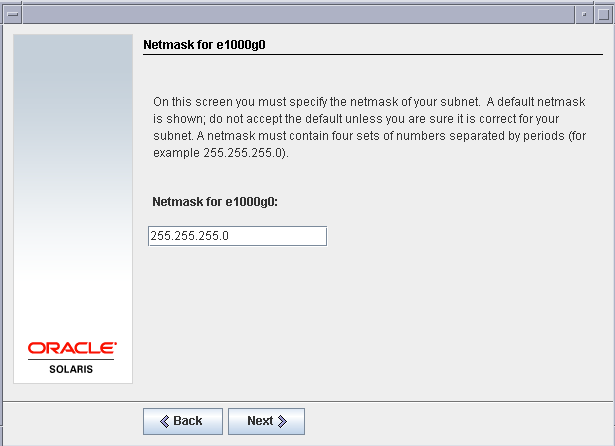 Netmask for e1000g0
On this screen you must specify the netmask of your subnet.  A default netmask
is shown; do not accept the default unless you are sure it is correct for your
subnet. A netmask must contain four sets of numbers separated by periods (for
example 255.255.255.0).
Netmask for e1000g0:
255.255.255.0
ORACLE
SOLARIS
Back
Next